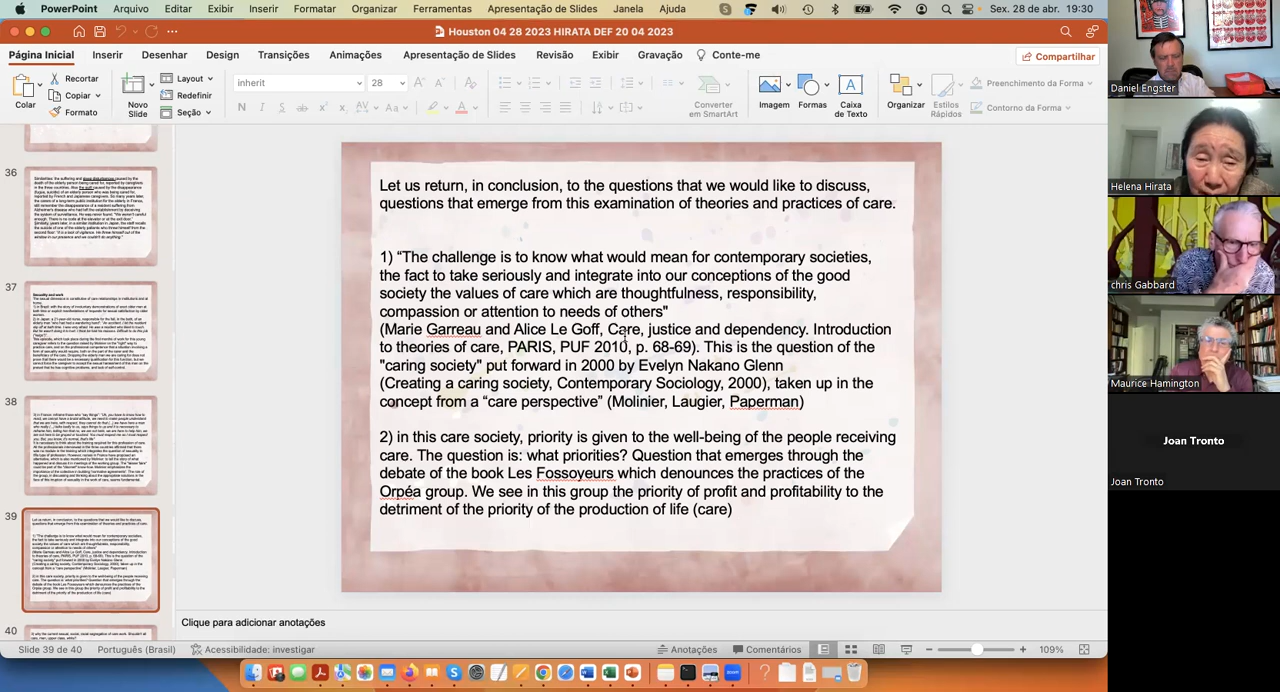 PowerPoint Arquivo Editar Exibir Inserir Formatar Organizar Ferramentas Apresentação de Slides Janela Ajuda Sex. 28 de abr. 19:30
Houston 04 28 2023 HIRATA DEF 20 04 2023
Página Inicial Inserir Desenhar Design Transições Animações Apresentação de Slides Revisão Exibir Gravação Conte-me Compartilhar
Colar
Recortar
Copiar
Formato
Novo
Slide
Layout
Redefinir
Seção
inherit 28
Converter
em SmartArt
Imagem
Formas
Caixa
de Texto
Organizar
Estilos
Rápidos
Preenchimento da Forma
Contorno da Forma
36
37
Sexuality and work
38
39
40
Let us return, in conclusion, to the questions that we would like to discuss,
questions that emerge from this examination of theories and practices of care.
1) “The challenge is to know what would mean for contemporary societies,
the fact to take seriously and integrate into our conceptions of the good
society the values of care which are thoughtfulness, responsibility,
compassion or attention to needs of others"
(Marie Garreau and Alice Le Goff, Care, justice and dependency. Introduction
to theories of care, PARIS, PUF 2010, p. 68-69). This is the question of the
"caring society" put forward in 2000 by Evelyn Nakano Glenn
(Creating a caring society, Contemporary Sociology, 2000), taken up in the
concept from a “care perspective” (Molinier, Laugier, Paperman)
2) in this care society, priority is given to the well-being of the people receiving
care. The question is: what priorities? Question that emerges through the
debate of the book Les Fossoyeurs which denounces the practices of the
Orpéa group. We see in this group the priority of profit and profitability to the
detriment of the priority of the production of life (care)
Clique para adicionar anotações
Slide 39 de 40 Português (Brasil) Acessibilidade: investigar Anotações Comentários 109%
Daniel Engster
Helena Hirata
chris Gabbard
Maurice Hamington
Joan Tronto
Joan Tronto